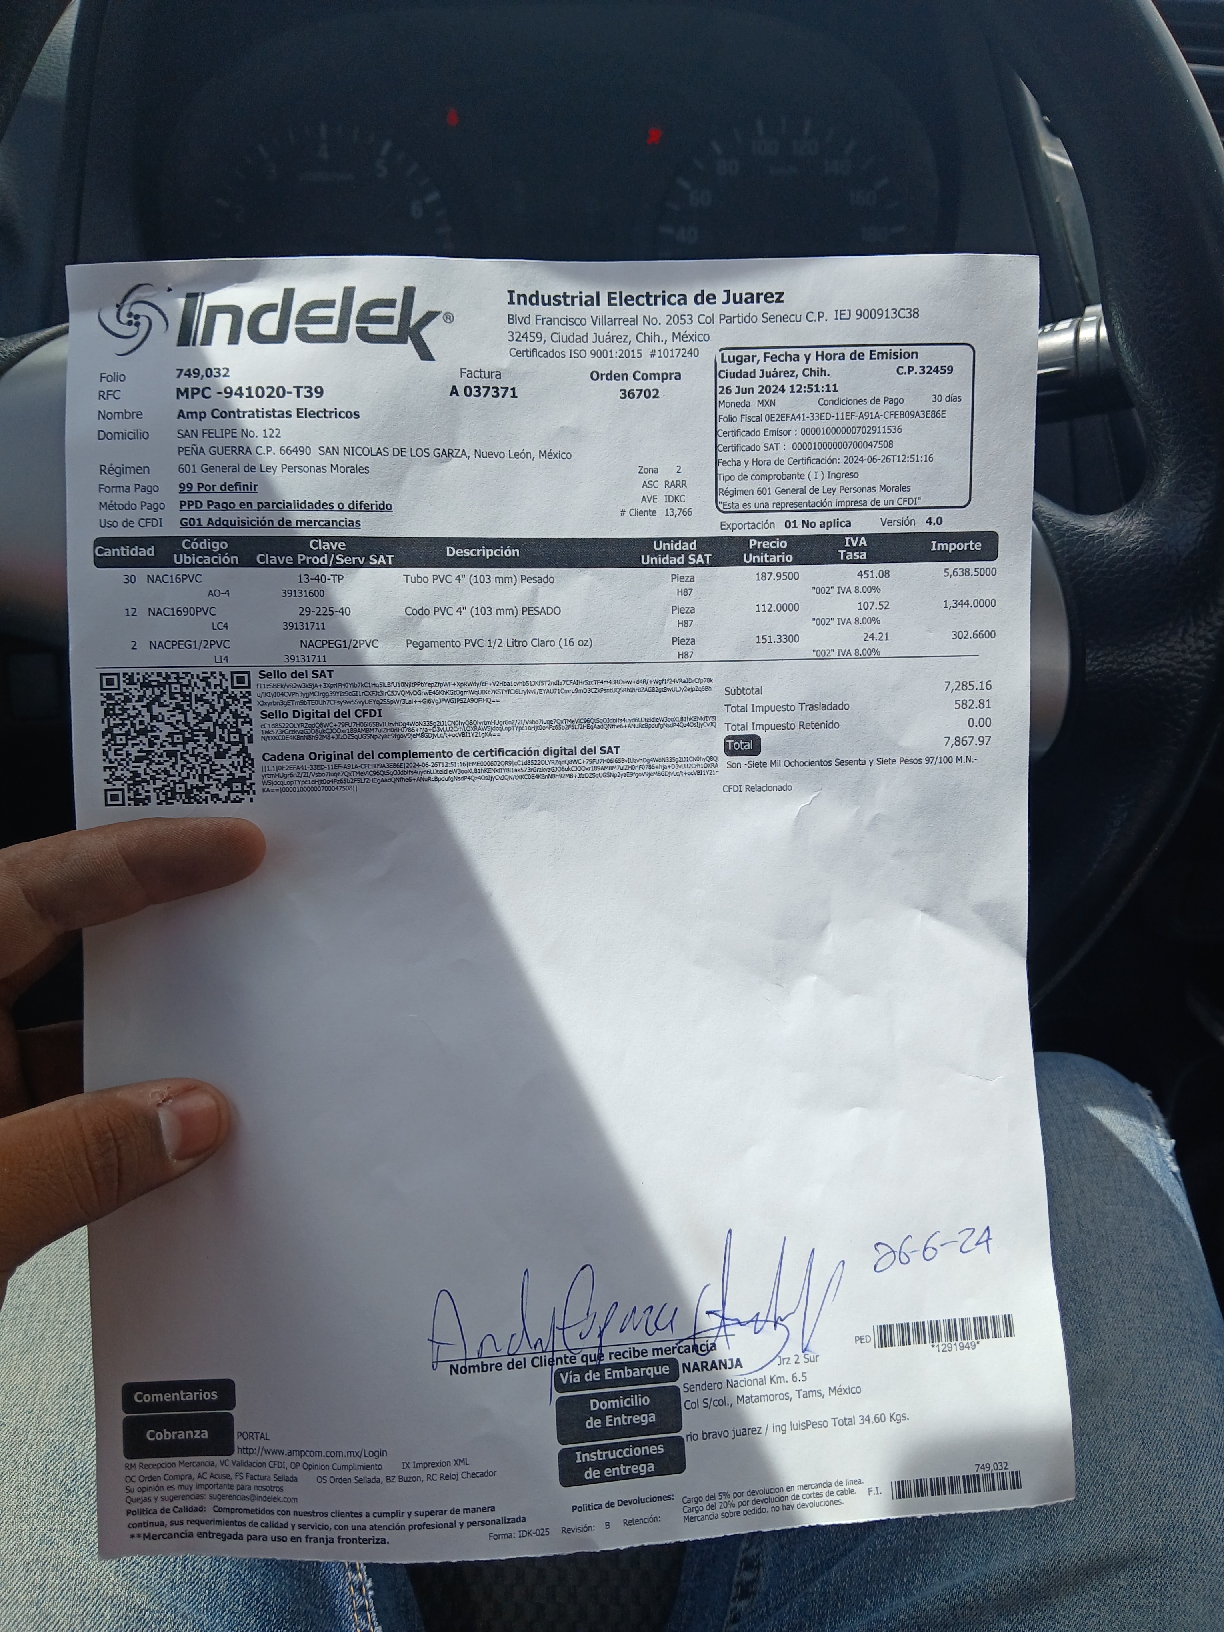 Indelek®
Industrial Electrica de Juarez
Blvd Francisco Villarreal No. 2053 Col Partido Senecu C.P. IEJ 900913C38
32459, Ciudad Juárez, Chih., México
Certificados ISO 9001:2015 #1017240
Folio 749,032 Factura Orden Compra
RFC MPC -941020-T39 A 037371 36702
Nombre Amp Contratistas Electricos
Domicilio SAN FELIPE No. 122
PEÑA GUERRA C.P. 66490 SAN NICOLAS DE LOS GARZA, Nuevo León, México
Régimen 601 General de Ley Personas Morales
Forma Pago 99 Por definir
Método Pago PPD Pago en parcialidades o diferido
Uso de CFDI G01 Adquisición de mercancias
Zona 2
ASC RARR
AVE IDKC
# Cliente 13,766
Lugar, Fecha y Hora de Emision
Ciudad Juárez, Chih. C.P.32459
26 Jun 2024 12:51:11
Moneda MXN Condiciones de Pago 30 días
Folio Fiscal 0E2EFA41-33ED-11EF-A91A-CFEB09A3E86E
Certificado Emisor : 00001000000702911536
Certificado SAT : 00001000000700047508
Fecha y Hora de Certificación: 2024-06-26T12:51:16
Tipo de comprobante ( I ) Ingreso
Régimen 601 General de Ley Personas Morales
"Esta es una representación impresa de un CFDI"
Exportación 01 No aplica Versión 4.0
Cantidad Código Ubicación Clave Clave Prod/Serv SAT Descripción Unidad Unidad SAT Precio Unitario IVA Tasa Importe
30 NAC16PVC 13-40-TP Tubo PVC 4" (103 mm) Pesado Pieza 187.9500 451.08 5,638.5000
AO-4 39131600 H87 "002" IVA 8.00%
12 NAC1690PVC 29-225-40 Codo PVC 4" (103 mm) PESADO Pieza 112.0000 107.52 1,344.0000
LC4 39131711 H87 "002" IVA 8.00%
2 NACPEG1/2PVC NACPEG1/2PVC Pegamento PVC 1/2 Litro Claro (16 oz) Pieza 151.3300 24.21 302.6600
LI4 39131711 H87 "002" IVA 8.00%
Sello del SAT
Sello Digital del CFDI
Cadena Original del complemento de certificación digital del SAT
Subtotal 7,285.16
Total Impuesto Trasladado 582.81
Total Impuesto Retenido 0.00
Total 7,867.97
Son -Siete Mil Ochocientos Sesenta y Siete Pesos 97/100 M.N.-
CFDI Relacionado
26-6-24
Nombre del Cliente que recibe mercancia
PED *1291949*
Vía de Embarque NARANJA Jrz 2 Sur
Domicilio de Entrega Sendero Nacional Km. 6.5
Col S/col., Matamoros, Tams, México
Instrucciones de entrega rio bravo juarez / ing luisPeso Total 34.60 Kgs.
Comentarios
Cobranza PORTAL
http://www.ampcom.com.mx/Login
RM Recepcion Mercancia, VC Validacion CFDI, OP Opinion Cumplimiento IX Imprexion XML
OC Orden Compra, AC Acuse, FS Factura Sellada OS Orden Sellada, BZ Buzon, RC Reloj Checador
Su opinión es muy importante para nosotros
Quejas y sugerencias: sugerencias@indelek.com
Politica de Calidad: Comprometidos con nuestros clientes a cumplir y superar de manera
continua, sus requerimientos de calidad y servicio, con una atención profesional y personalizada
**Mercancia entregada para uso en franja fronteriza.
Forma: IDK-025 Revisión: B Retención:
Politica de Devoluciones: Cargo del 5% por devolucion en mercancia de linea.
Cargo del 20% por devolucion de cortes de cable.
Mercancia sobre pedido, no hay devoluciones.
F.I. 749,032